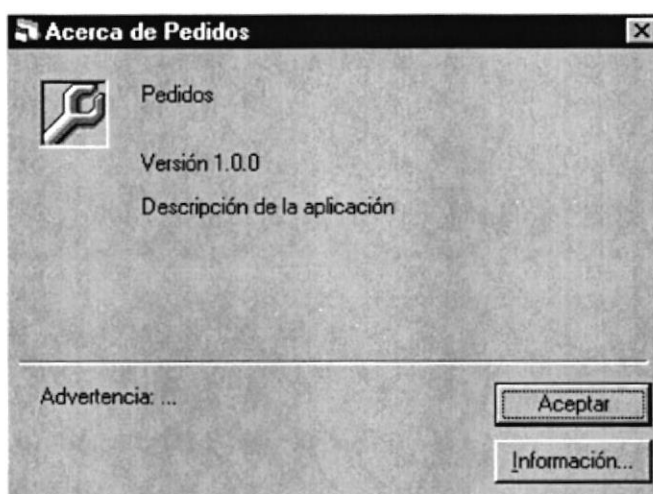 Acerca de Pedidos
Pedidos
Versión 1.0.0
Descripción de la aplicación
Advertencia: ...
Aceptar
Información...